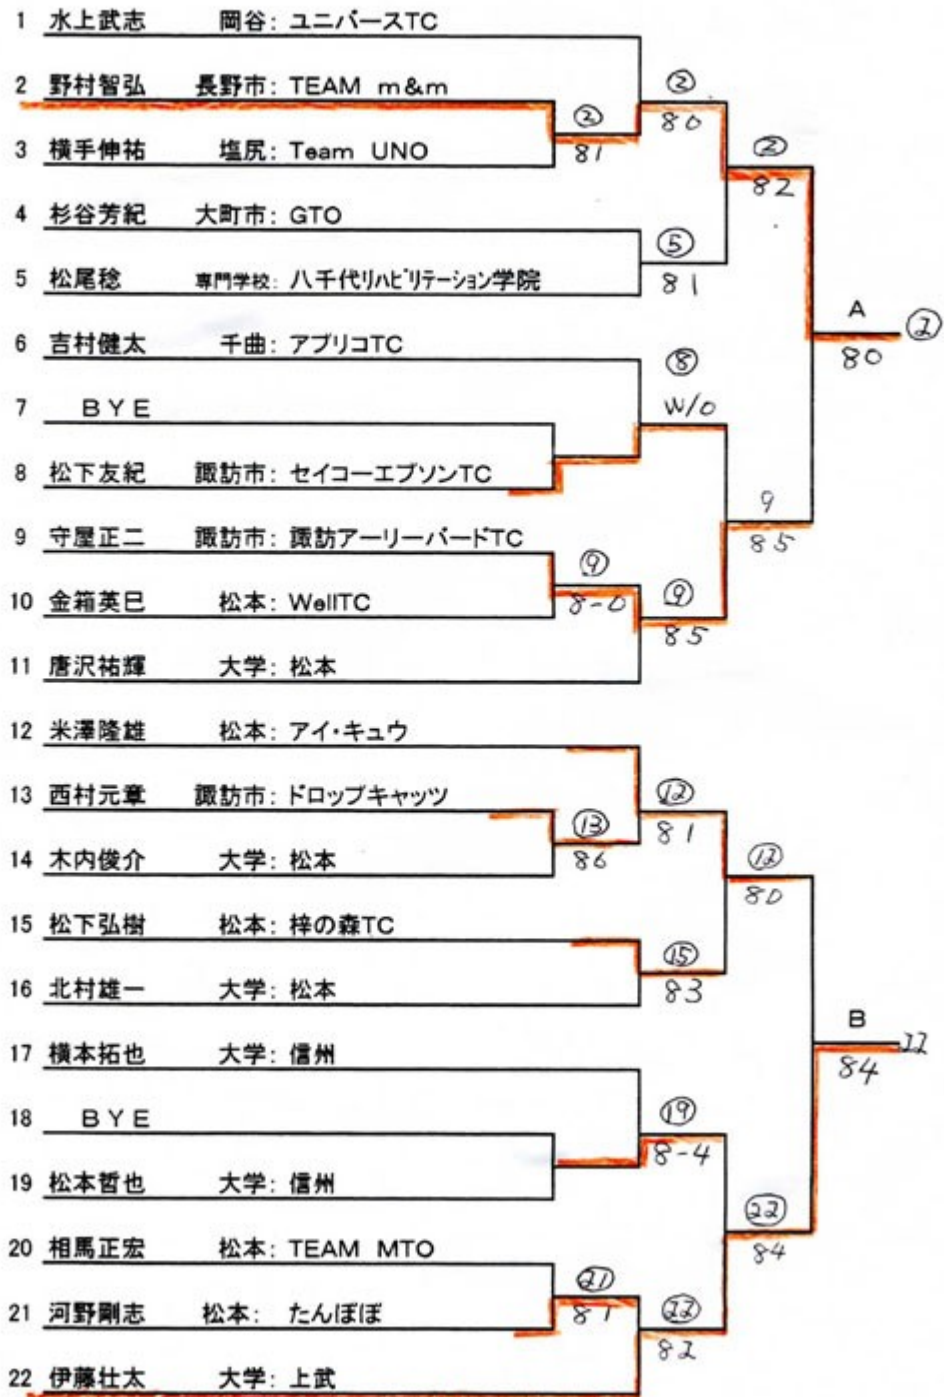 1 水上武志 岡谷: ユニバースTC
2 野村智弘 長野市: TEAM m&m
② 80
② 81
3 横手伸祐 塩尻: Team UNO
② 82
4 杉谷芳紀 大町市: GTO
⑤ 81
5 松尾稔 専門学校: 八千代リハビリテーション学院
A ②
80
6 吉村健太 千曲: アブリコTC
⑧ W/O
7 BYE
8 松下友紀 諏訪市: セイコーエプソンTC
9 85
9 守屋正二 諏訪市: 諏訪アーリーバードTC
⑨ 8-0
10 金箱英巳 松本: WellTC
⑨ 85
11 唐沢祐輝 大学: 松本
12 米澤隆雄 松本: アイ・キュウ
13 西村元章 諏訪市: ドロップキャッツ
⑫ 81
⑬ 86
14 木内俊介 大学: 松本
⑫ 80
15 松下弘樹 松本: 梓の森TC
⑮ 83
16 北村雄一 大学: 松本
B 22
84
17 横本拓也 大学: 信州
18 BYE
⑲ 8-4
19 松本哲也 大学: 信州
㉒ 84
20 相馬正宏 松本: TEAM MTO
㉑ 81
21 河野剛志 松本: たんぽぽ
㉒ 82
22 伊藤壮太 大学: 上武